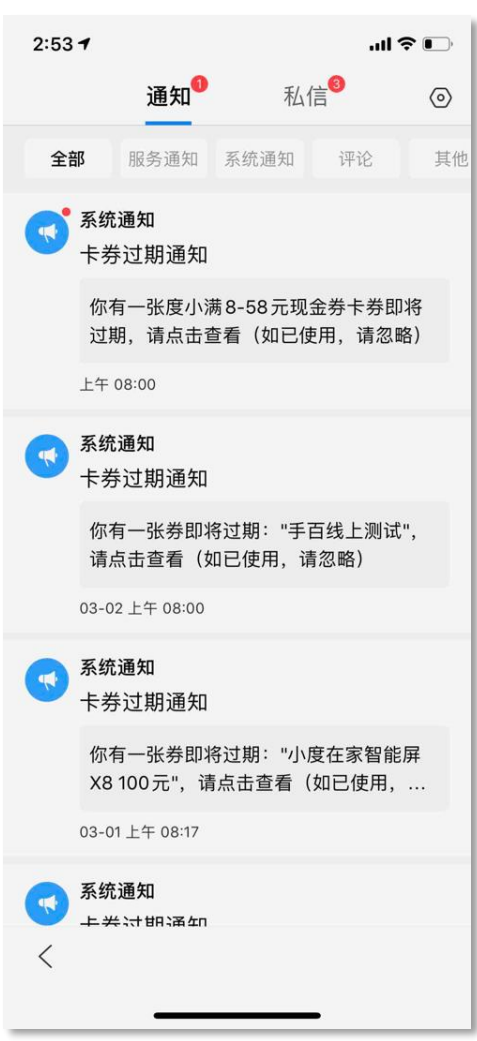 2:53
通知 1 私信 3
全部 服务通知 系统通知 评论 其他
系统通知
卡券过期通知
你有一张度小满8-58元现金券卡券即将
过期，请点击查看（如已使用，请忽略）
上午 08:00
系统通知
卡券过期通知
你有一张券即将过期："手百线上测试"，
请点击查看（如已使用，请忽略）
03-02 上午 08:00
系统通知
卡券过期通知
你有一张券即将过期："小度在家智能屏
X8 100元"，请点击查看（如已使用，...
03-01 上午 08:17
系统通知
卡券过期通知